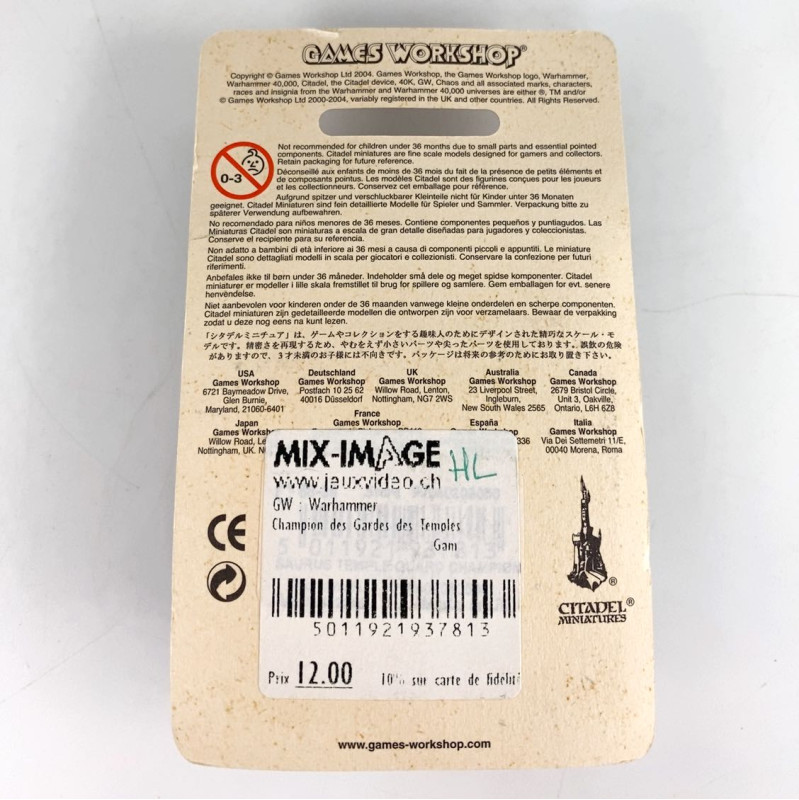 GAMES WORKSHOP®
Copyright © Games Workshop Ltd 2004. Games Workshop, the Games Workshop logo, Warhammer,
Warhammer 40,000, Citadel, the Citadel device, 40K, GW, Chaos and all associated marks, characters,
races and insignia from the Warhammer and Warhammer 40,000 universes are either ®, TM and/or
© Games Workshop Ltd 2000-2004, variably registered in the UK and other countries. All Rights Reserved.
0-3
Not recommended for children under 36 months due to small parts and essential pointed
components. Citadel miniatures are fine scale models designed for gamers and collectors.
Retain packaging for future reference.
Déconseillé aux enfants de moins de 36 mois du fait de la présence de petits éléments et
de composants pointus. Les modèles Citadel sont des figurines conçues pour les joueurs
et les collectionneurs. Conservez cet emballage pour référence.
Aufgrund spitzer und verschluckbarer Kleinteile nicht für Kinder unter 36 Monaten
geeignet. Citadel Miniaturen sind fein detaillierte Modelle für Spieler und Sammler. Verpackung bitte zu
späterer Verwendung aufbewahren.
No recomendado para niños menores de 36 meses. Contiene componentes pequeños y puntiagudos. Las
Miniaturas Citadel son miniaturas a escala de gran detalle diseñadas para jugadores y coleccionistas.
Conserve el recipiente para su referencia.
Non adatto a bambini di età inferiore ai 36 mesi a causa di componenti piccoli e appuntiti. Le miniature
Citadel sono dettagliati modelli in scala per giocatori e collezionisti. Conservare la confezione per futuri
riferimenti.
Anbefales ikke til børn under 36 måneder. Indeholder små dele og meget spidse komponenter. Citadel
miniaturer er modeller i lille skala fremstillet til brug for spillere og samlere. Gem emballagen for evt. senere
henvendelse.
Niet aanbevolen voor kinderen onder de 36 maanden vanwege kleine onderdelen en scherpe componenten.
Citadel miniaturen zijn gedetailleerde modellen die ontworpen zijn voor verzamelaars. Bewaar de verpakking
zodat u deze nog eens na kunt lezen.
「シタデルミニチュア」は、ゲームやコレクションをする趣味人のためにデザインされた精巧なスケール・モ
デルです。精密さを再現するため、やむをえず小さいパーツや尖ったパーツを使用しております。誤飲の危険
がありますので、3才未満のお子様には不向きです。パッケージは将来の参考のためにお取り置き下さい。
USA Deutschland UK Australia Canada
Games Workshop Games Workshop Games Workshop Games Workshop Games Workshop
6721 Baymeadow Drive, Postfach 10 25 62 Willow Road, Lenton, 23 Liverpool Street, 2679 Bristol Circle,
Glen Burnie, 40016 Düsseldorf Nottingham, NG7 2WS Ingleburn, Unit 3, Oakville,
Maryland, 21060-6401 New South Wales 2565 Ontario, L6H 6Z8
Japan France España Italia
Games Workshop Games Workshop Games Workshop
Willow Road, Le 336 Via Dei Settemetri 11/E,
Nottingham, UK. N 00040 Morena, Roma
MIX-IMAGE HL
www.jeuxvideo.ch
GW : Warhammer
Champion des Gardes des Temples
Gam
5011921937813
Prix 12.00 10% sur carte de fidelité
CE
®
CITADEL®
MINIATURES
www.games-workshop.com